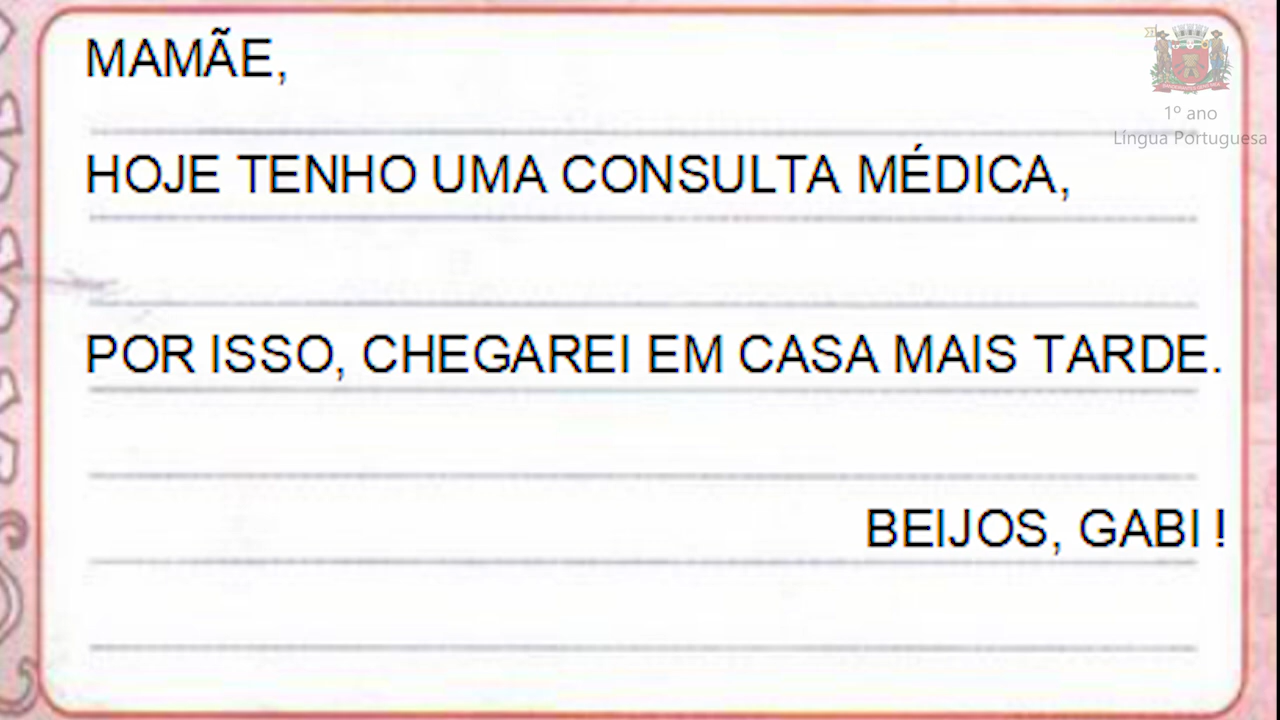 MAMÃE,
1º ano
Língua Portuguesa
HOJE TENHO UMA CONSULTA MÉDICA,
POR ISSO, CHEGAREI EM CASA MAIS TARDE.
BEIJOS, GABI !